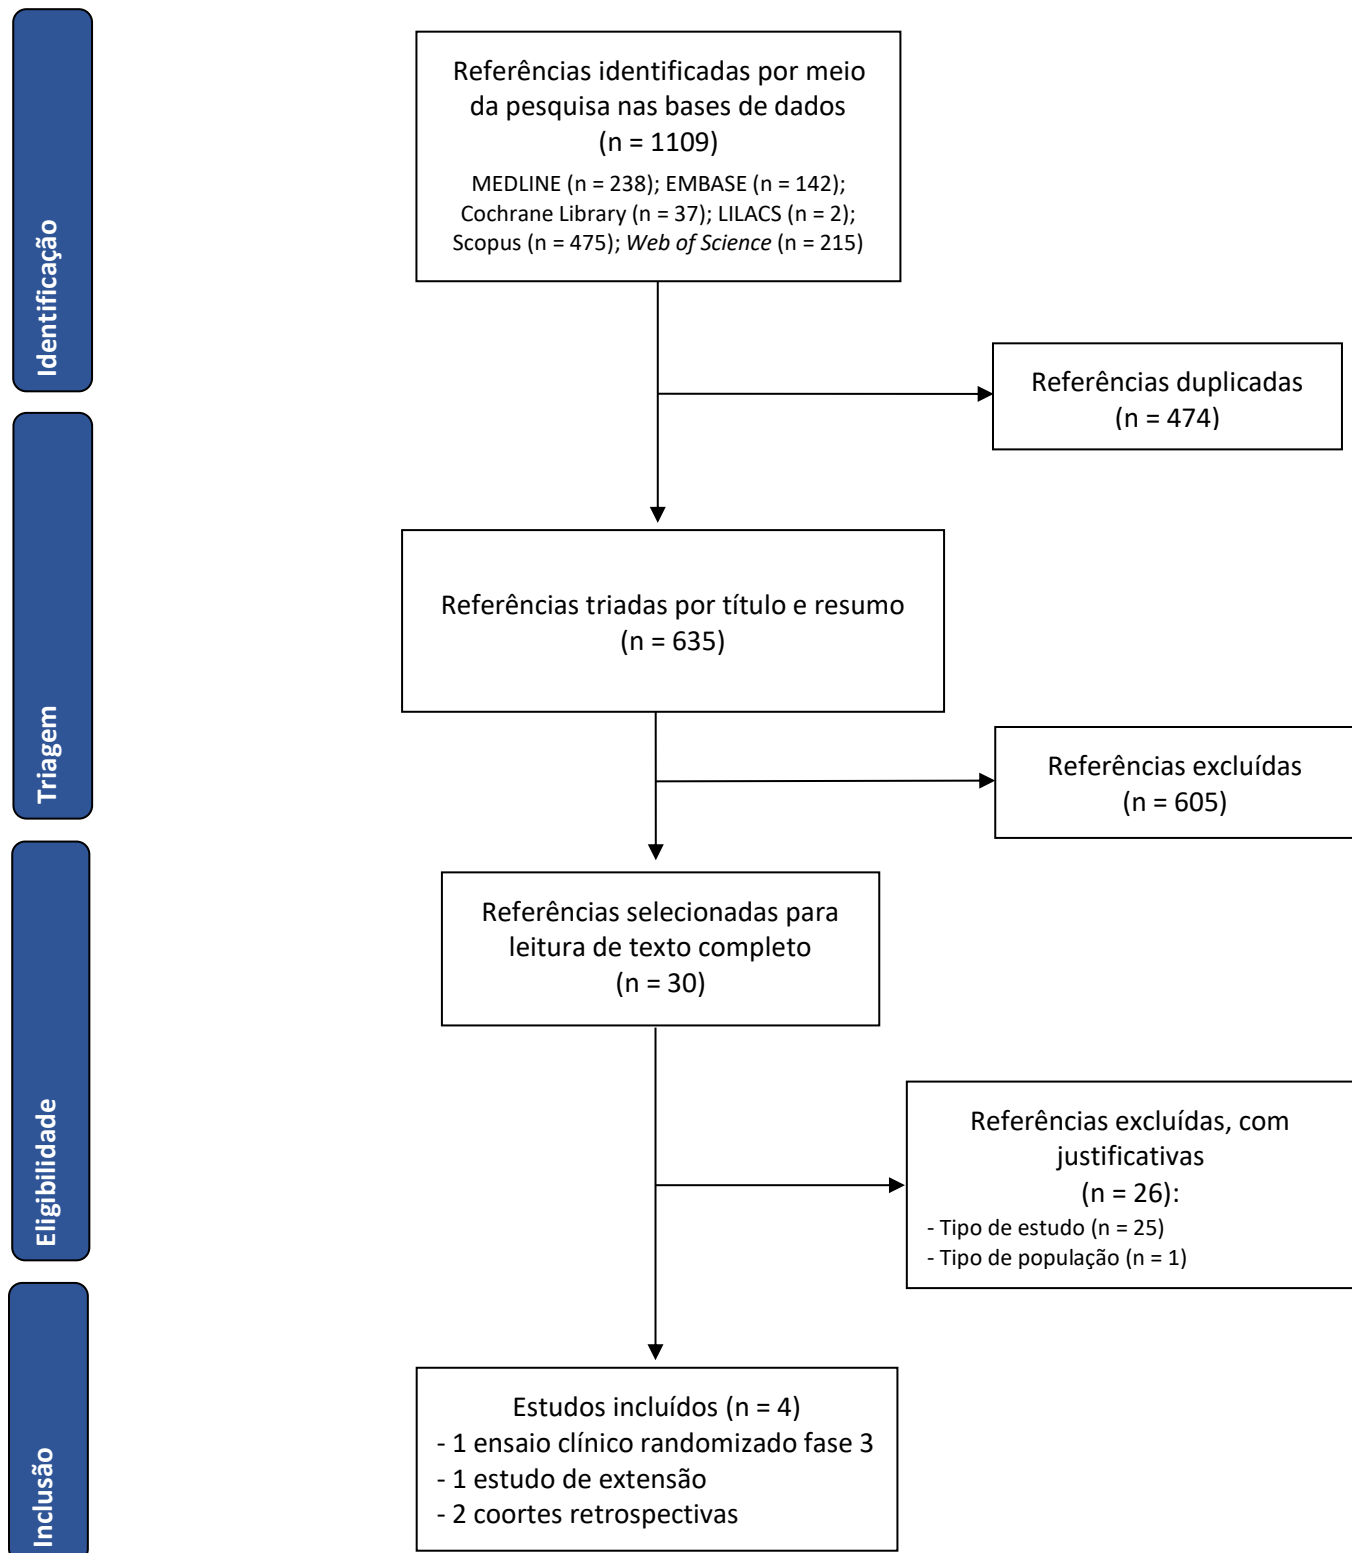 Identificação
Referências identificadas por meio
da pesquisa nas bases de dados
(n = 1109)
MEDLINE (n = 238); EMBASE (n = 142);
Cochrane Library (n = 37); LILACS (n = 2);
Scopus (n = 475); Web of Science (n = 215)
Referências duplicadas
(n = 474)
Triagem
Referências triadas por título e resumo
(n = 635)
Referências excluídas
(n = 605)
Eligibilidade
Referências selecionadas para
leitura de texto completo
(n = 30)
Referências excluídas, com
justificativas
(n = 26):
- Tipo de estudo (n = 25)
- Tipo de população (n = 1)
Inclusão
Estudos incluídos (n = 4)
- 1 ensaio clínico randomizado fase 3
- 1 estudo de extensão
- 2 coortes retrospectivas